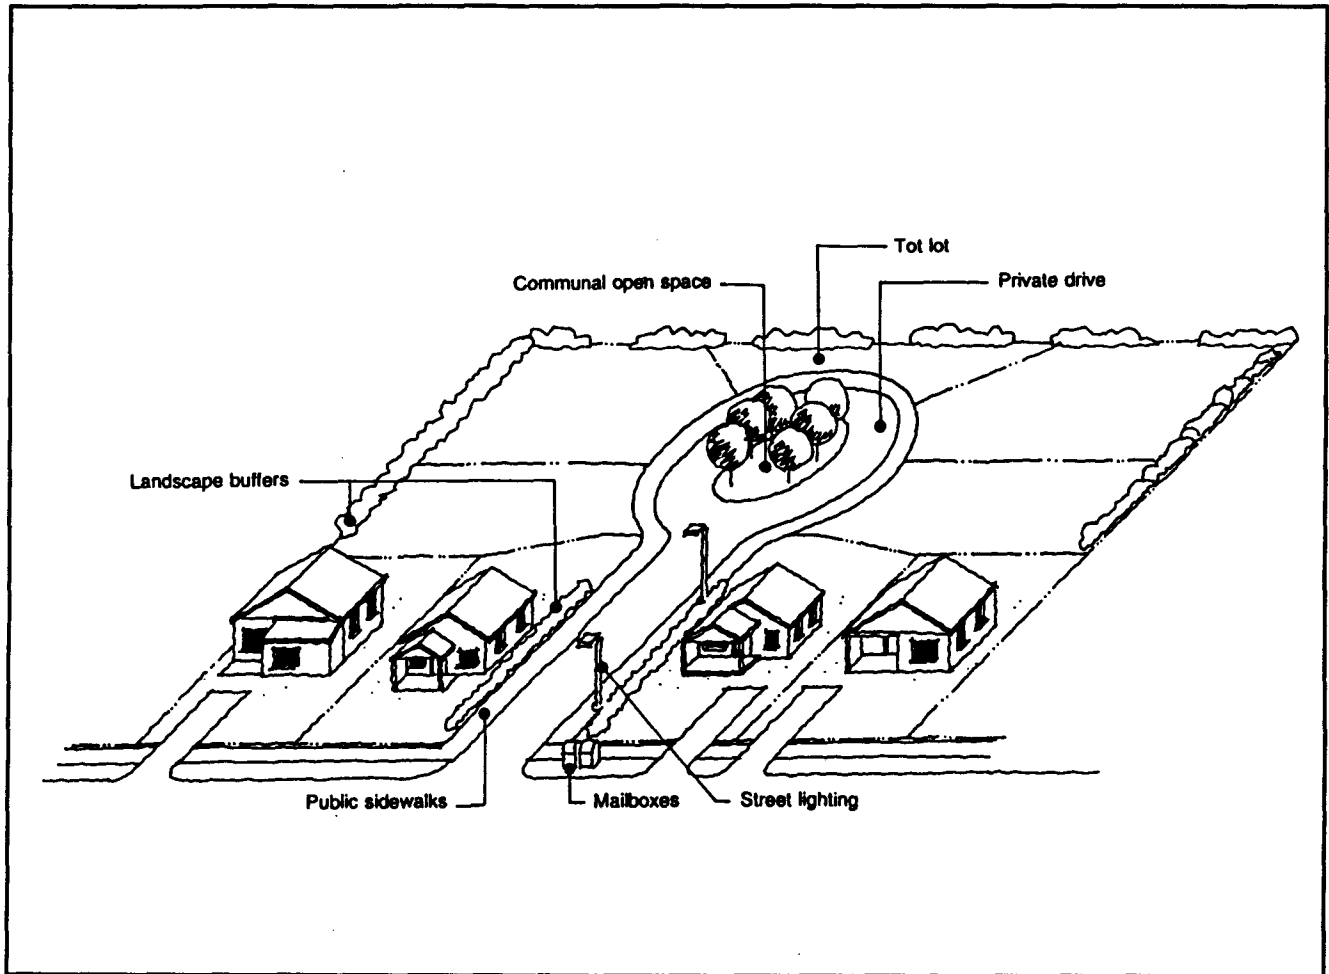 Tot lot
Communal open space
Private drive
Landscape buffers
Public sidewalks
Mailboxes
Street lighting